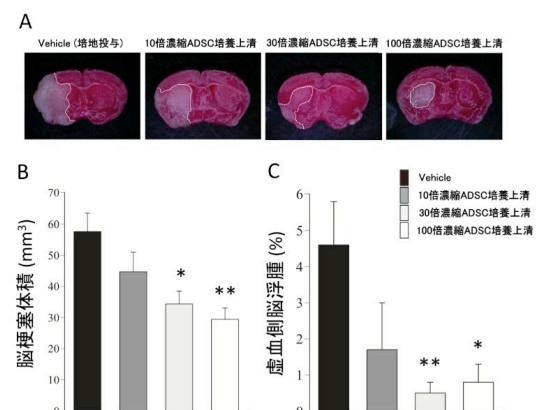 A
Vehicle (培地投与) 10倍濃縮ADSC培養上清 30倍濃縮ADSC培養上清 100倍濃縮ADSC培養上清
B
脳梗塞体積 (mm³)
70
60
50
40
30
20
10
0
*
**
C
虚血側脳浮腫 (%)
6
5
4
3
2
1
0
**
*
Vehicle
10倍濃縮ADSC培養上清
30倍濃縮ADSC培養上清
100倍濃縮ADSC培養上清